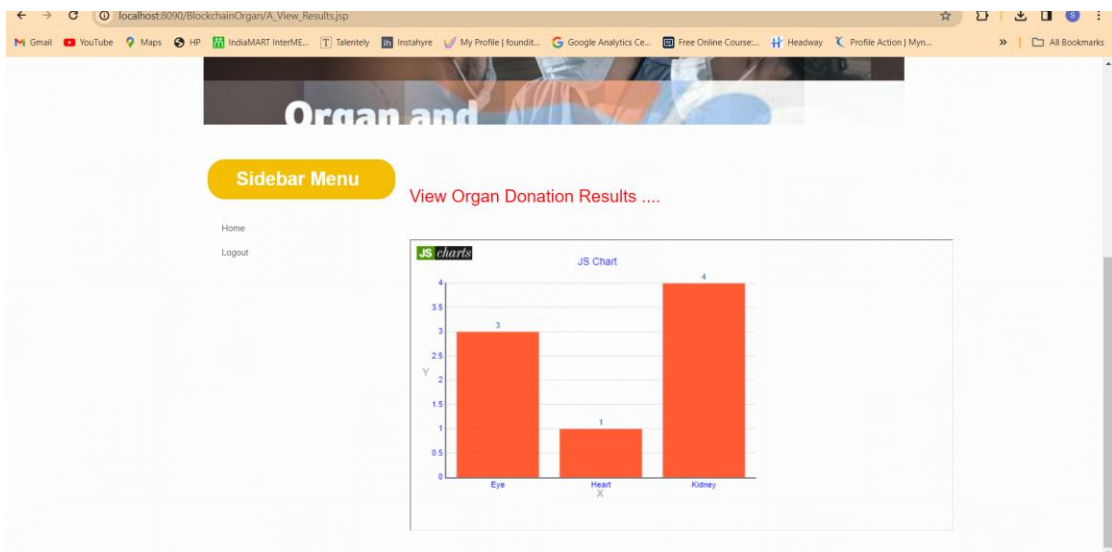 localhost:8090/BlockchainOrgan/A_View_Results.jsp
Gmail YouTube Maps HP IndiaMART InterME... Talentely Instahyre My Profile | foundit... Google Analytics Ce... Free Online Course:... Headway Profile Action | Myn... » All Bookmarks
Organ and
Sidebar Menu
View Organ Donation Results ....
Home
Logout
JS charts
JS Chart
4
4
3.5
3
3
2.5
Y
2
1.5
1
1
0.5
0
Eye Heart Kidney
X